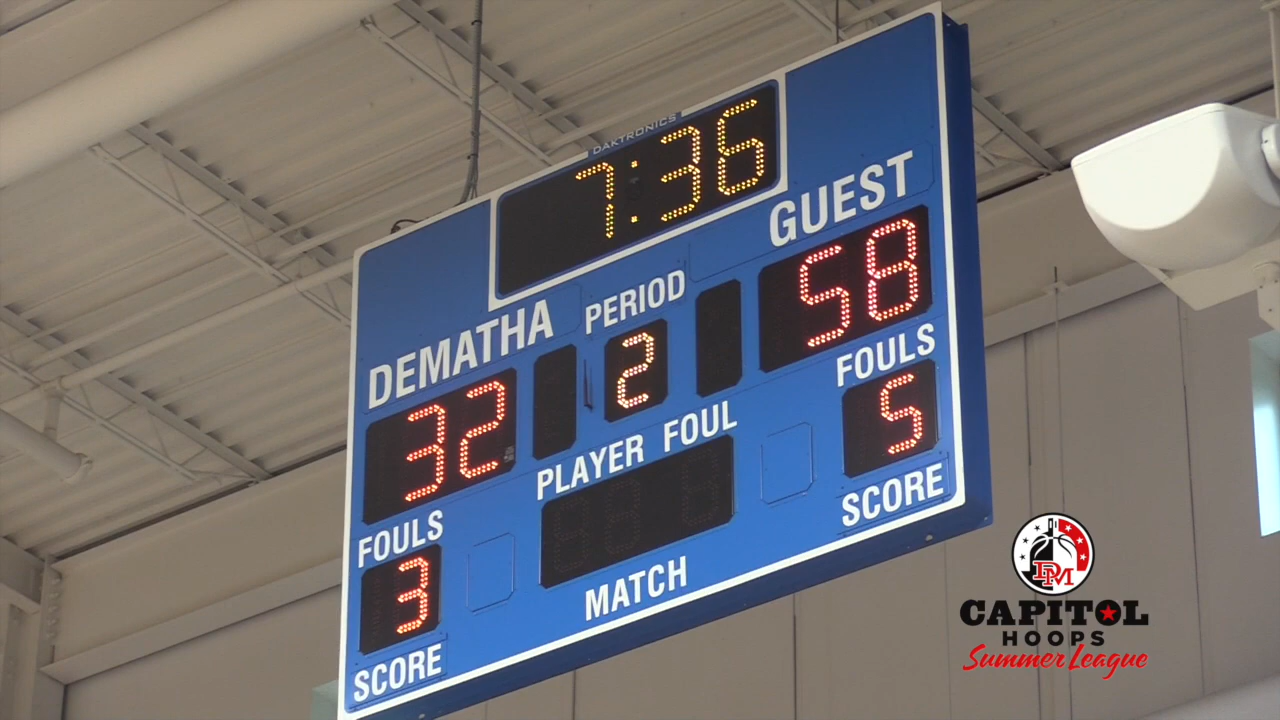 DAKTRONICS
7:36
GUEST
DEMATHA
PERIOD
58
32
2
FOULS
5
PLAYER FOUL
FOULS
3
SCORE
MATCH
SCORE
DM
CAPITOL
HOOPS
Summer League